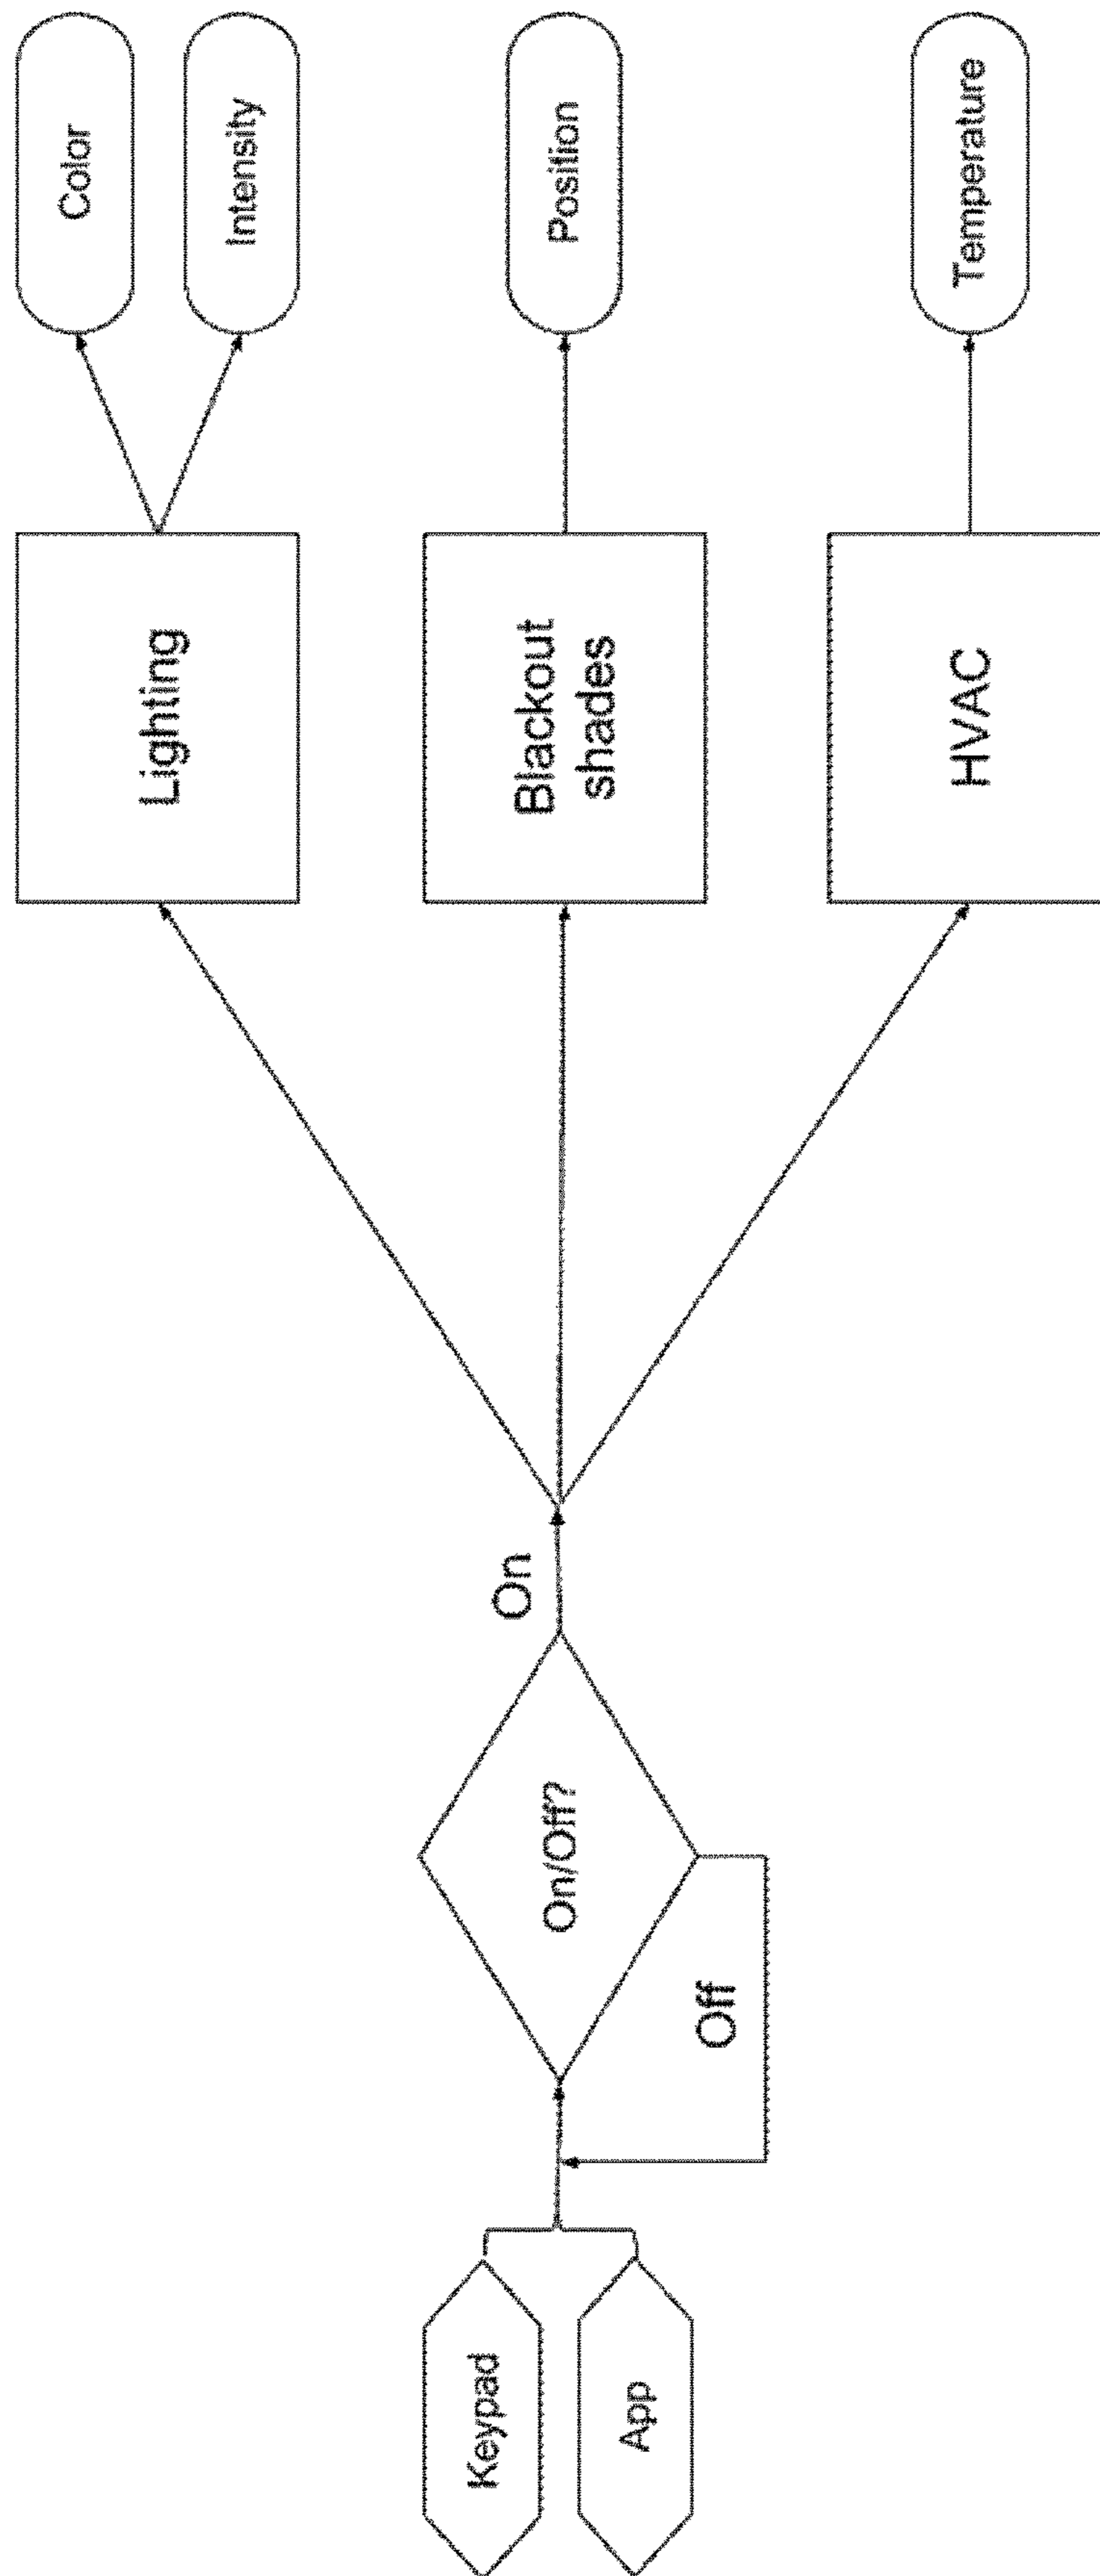 Keypad
App
On/Off?
Off
On
Lighting
Blackout
shades
HVAC
Color
Intensity
Position
Temperature